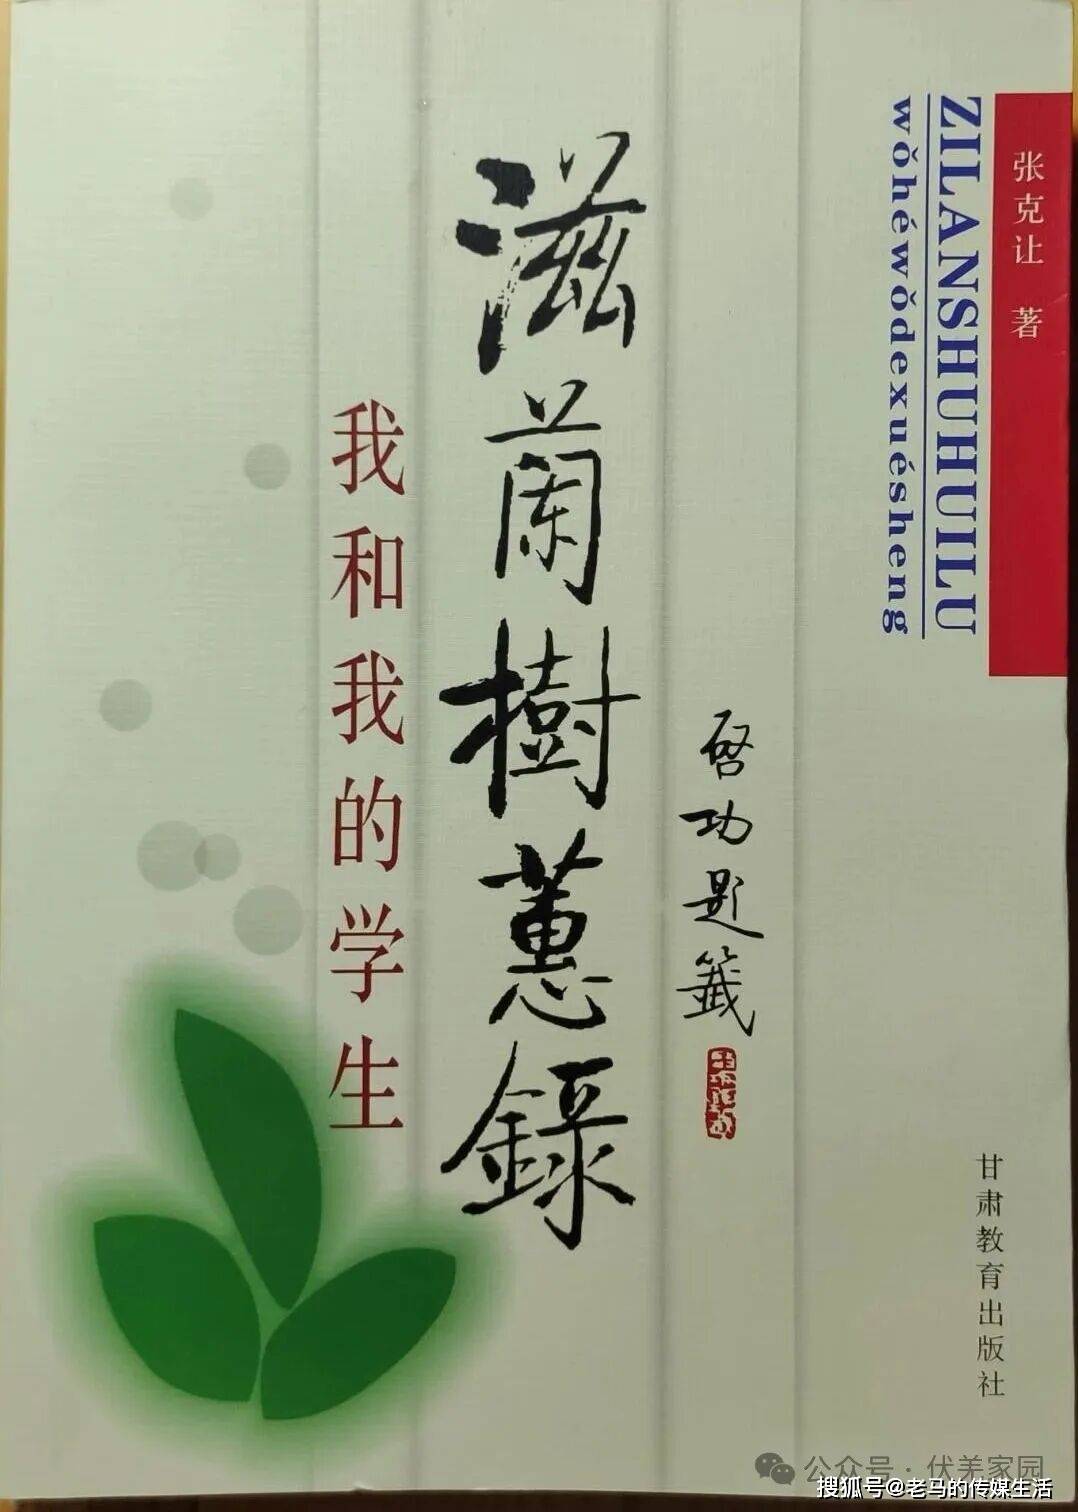 张克让 著
ZILANSHUHUILU
wǒhéwǒdexuésheng
啓功题籤
滋蘭樹蕙録
我和我的学生
甘肃教育出版社
公众号·伏羌家园
搜狐号@老马的传媒生活